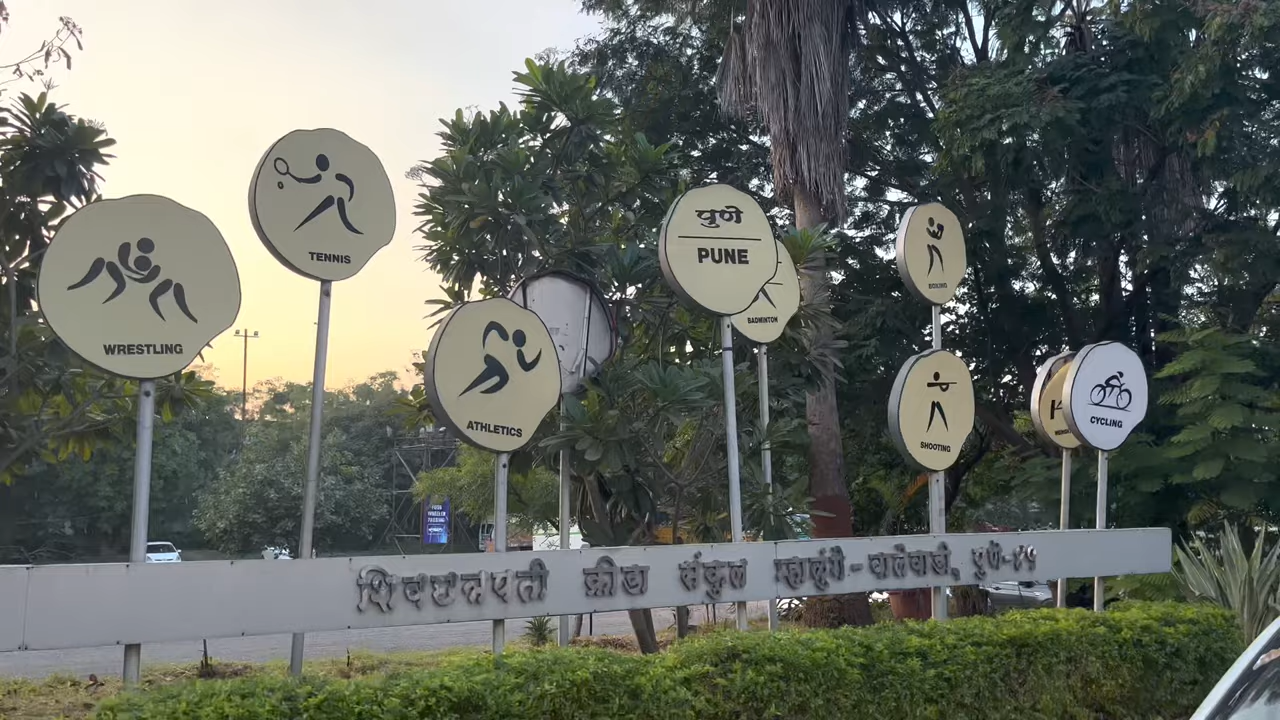 WRESTLING
TENNIS
ATHLETICS
पुणे
PUNE
BADMINTON
BOXING
SHOOTING
CYCLING
शिवछत्रपती क्रीडा संकुल म्हाळुंगे - बालेवाडी, पुणे-४५